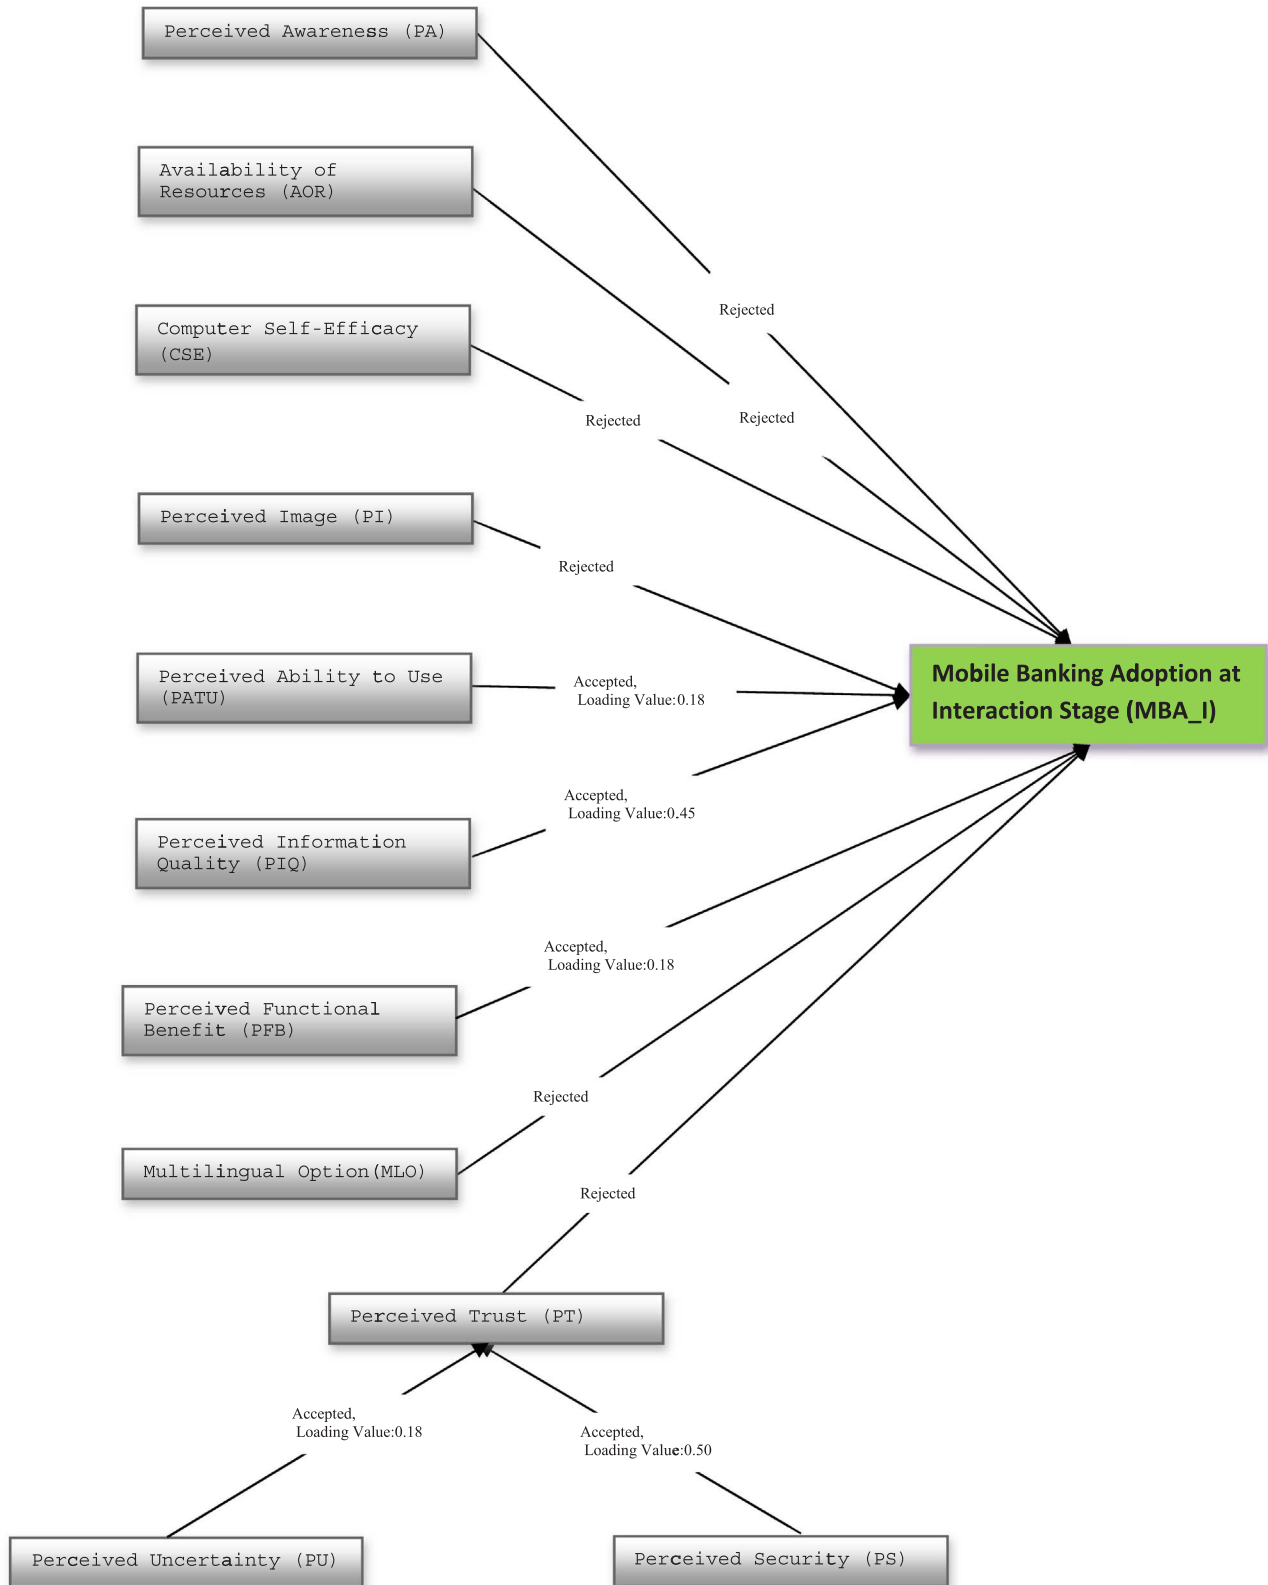 Perceived Awareness (PA)
Availability of
Resources (AOR)
Rejected
Computer Self-Efficacy
(CSE)
Rejected
Rejected
Perceived Image (PI)
Rejected
Perceived Ability to Use
(PATU)
Accepted,
Loading Value:0.18
Mobile Banking Adoption at
Interaction Stage (MBA_I)
Accepted,
Loading Value:0.45
Perceived Information
Quality (PIQ)
Accepted,
Loading Value:0.18
Perceived Functional
Benefit (PFB)
Rejected
Multilingual Option(MLO)
Rejected
Perceived Trust (PT)
Accepted,
Loading Value:0.18
Accepted,
Loading Value:0.50
Perceived Uncertainty (PU)
Perceived Security (PS)